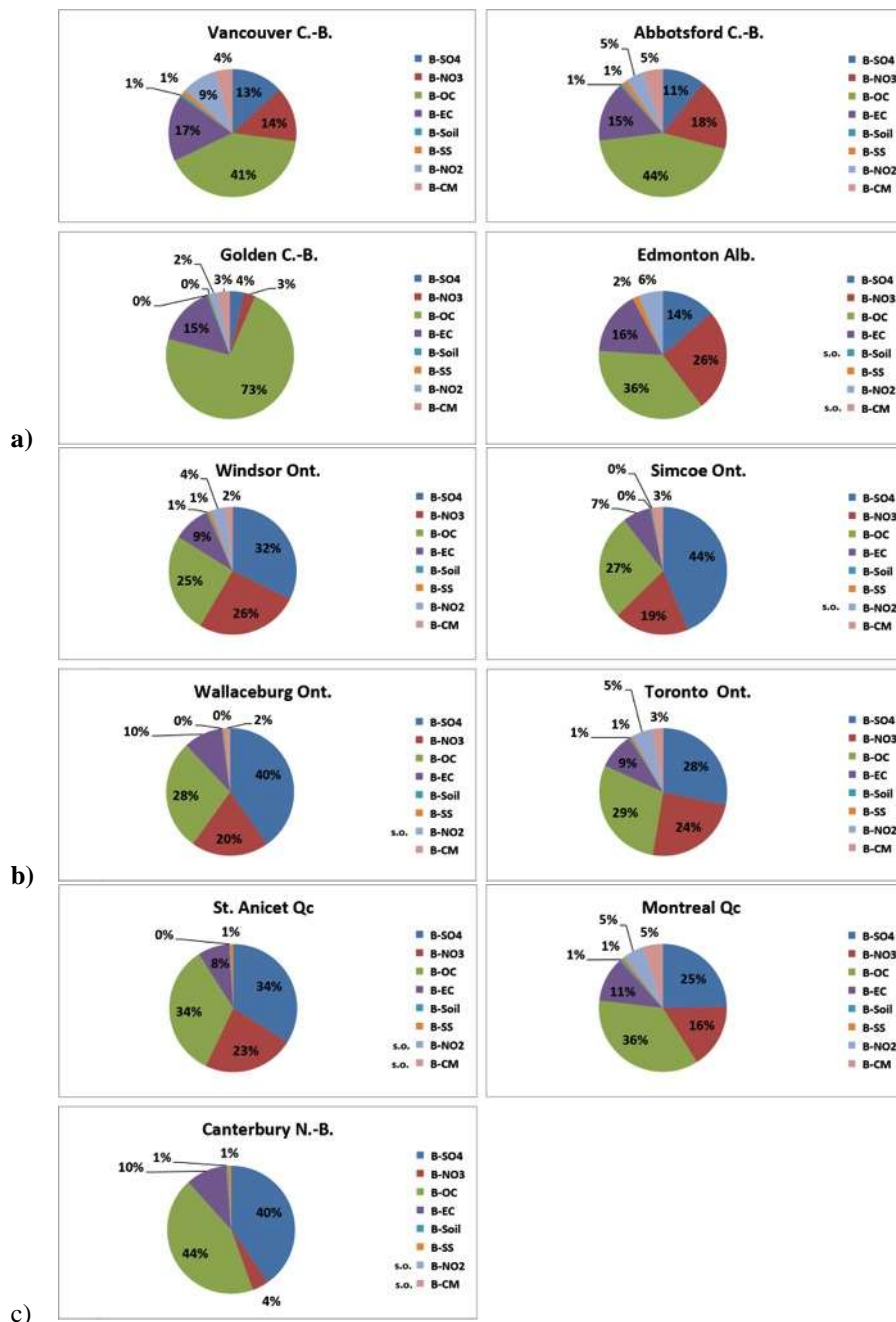 Vancouver C.-B.
4%
1%
1%
9%
13%
14%
17%
41%
B-SO4
B-NO3
B-OC
B-EC
B-Soil
B-SS
B-NO2
B-CM
Abbotsford C.-B.
5%
5%
1%
1%
11%
15%
18%
44%
B-SO4
B-NO3
B-OC
B-EC
B-Soil
B-SS
B-NO2
B-CM
Golden C.-B.
2%
0%
3%
4%
3%
0%
15%
73%
B-SO4
B-NO3
B-OC
B-EC
B-Soil
B-SS
B-NO2
B-CM
Edmonton Alb.
2%
6%
14%
16%
26%
36%
B-SO4
B-NO3
B-OC
B-EC
s.o. B-Soil
B-SS
B-NO2
s.o. B-CM
a)
Windsor Ont.
4%
1%
2%
1%
9%
32%
25%
26%
B-SO4
B-NO3
B-OC
B-EC
B-Soil
B-SS
B-NO2
B-CM
Simcoe Ont.
0%
0%
3%
7%
44%
27%
19%
B-SO4
B-NO3
B-OC
B-EC
B-Soil
B-SS
s.o. B-NO2
B-CM
Wallaceburg Ont.
0%
0%
2%
10%
40%
28%
20%
B-SO4
B-NO3
B-OC
B-EC
B-Soil
B-SS
s.o. B-NO2
B-CM
Toronto Ont.
5%
1%
3%
1%
9%
28%
29%
24%
B-SO4
B-NO3
B-OC
B-EC
B-Soil
B-SS
B-NO2
B-CM
b)
St. Anicet Qc
1%
0%
8%
34%
34%
23%
B-SO4
B-NO3
B-OC
B-EC
B-Soil
B-SS
s.o. B-NO2
s.o. B-CM
Montreal Qc
5%
5%
1%
1%
11%
25%
36%
16%
B-SO4
B-NO3
B-OC
B-EC
B-Soil
B-SS
B-NO2
B-CM
Canterbury N.-B.
1%
1%
10%
40%
44%
4%
B-SO4
B-NO3
B-OC
B-EC
B-Soil
B-SS
s.o. B-NO2
s.o. B-CM
c)